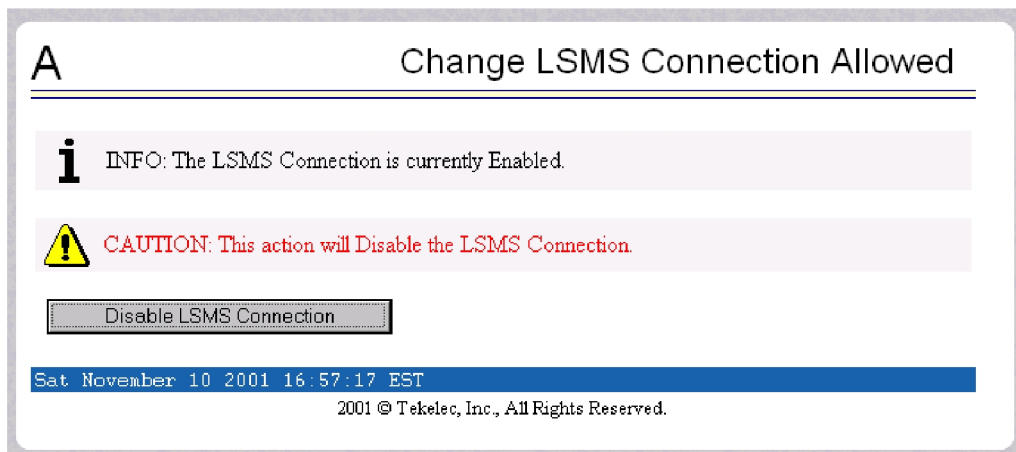 A
Change LSMS Connection Allowed
INFO: The LSMS Connection is currently Enabled.
CAUTION: This action will Disable the LSMS Connection.
Disable LSMS Connection
Sat November 10 2001 16:57:17 EST
2001 © Tekelec, Inc., All Rights Reserved.